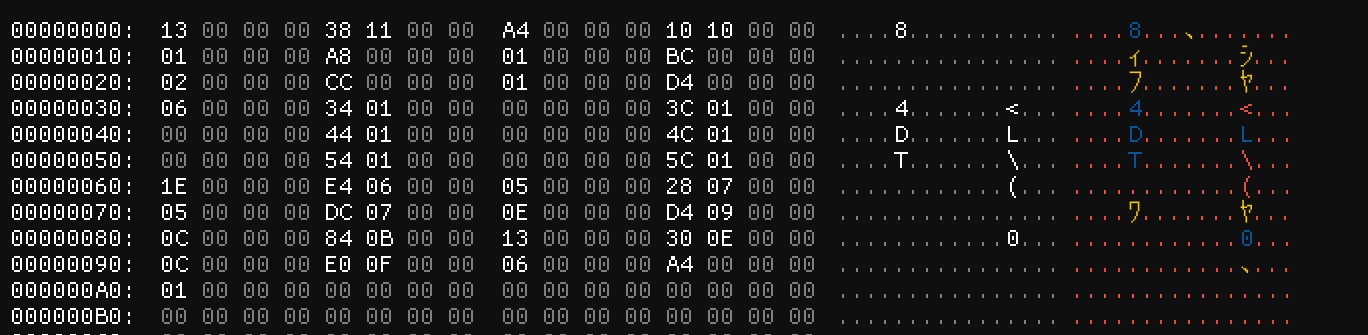 00000000: 13 00 00 00 38 11 00 00 A4 00 00 00 10 10 00 00 ....8........... ....8...､.......
00000010: 01 00 00 00 A8 00 00 00 01 00 00 00 BC 00 00 00 ................ ....ｨ.......ｼ...
00000020: 02 00 00 00 CC 00 00 00 01 00 00 00 D4 00 00 00 ................ ....ﾌ.......ﾔ...
00000030: 06 00 00 00 34 01 00 00 00 00 00 00 3C 01 00 00 ....4.......<... ....4.......<...
00000040: 00 00 00 00 44 01 00 00 00 00 00 00 4C 01 00 00 ....D.......L... ....D.......L...
00000050: 00 00 00 00 54 01 00 00 00 00 00 00 5C 01 00 00 ....T.......\... ....T.......\...
00000060: 1E 00 00 00 E4 06 00 00 05 00 00 00 28 07 00 00 ............(... ............(...
00000070: 05 00 00 00 DC 07 00 00 0E 00 00 00 D4 09 00 00 ................ ....ﾜ.......ﾔ...
00000080: 0C 00 00 00 84 0B 00 00 13 00 00 00 30 0E 00 00 ............0... ............0...
00000090: 0C 00 00 00 E0 0F 00 00 06 00 00 00 A4 00 00 00 ................ ............､...
000000A0: 01 00 00 00 00 00 00 00 00 00 00 00 00 00 00 00 ................ ................
000000B0: 00 00 00 00 00 00 00 00 00 00 00 00 00 00 00 00 ................ ................